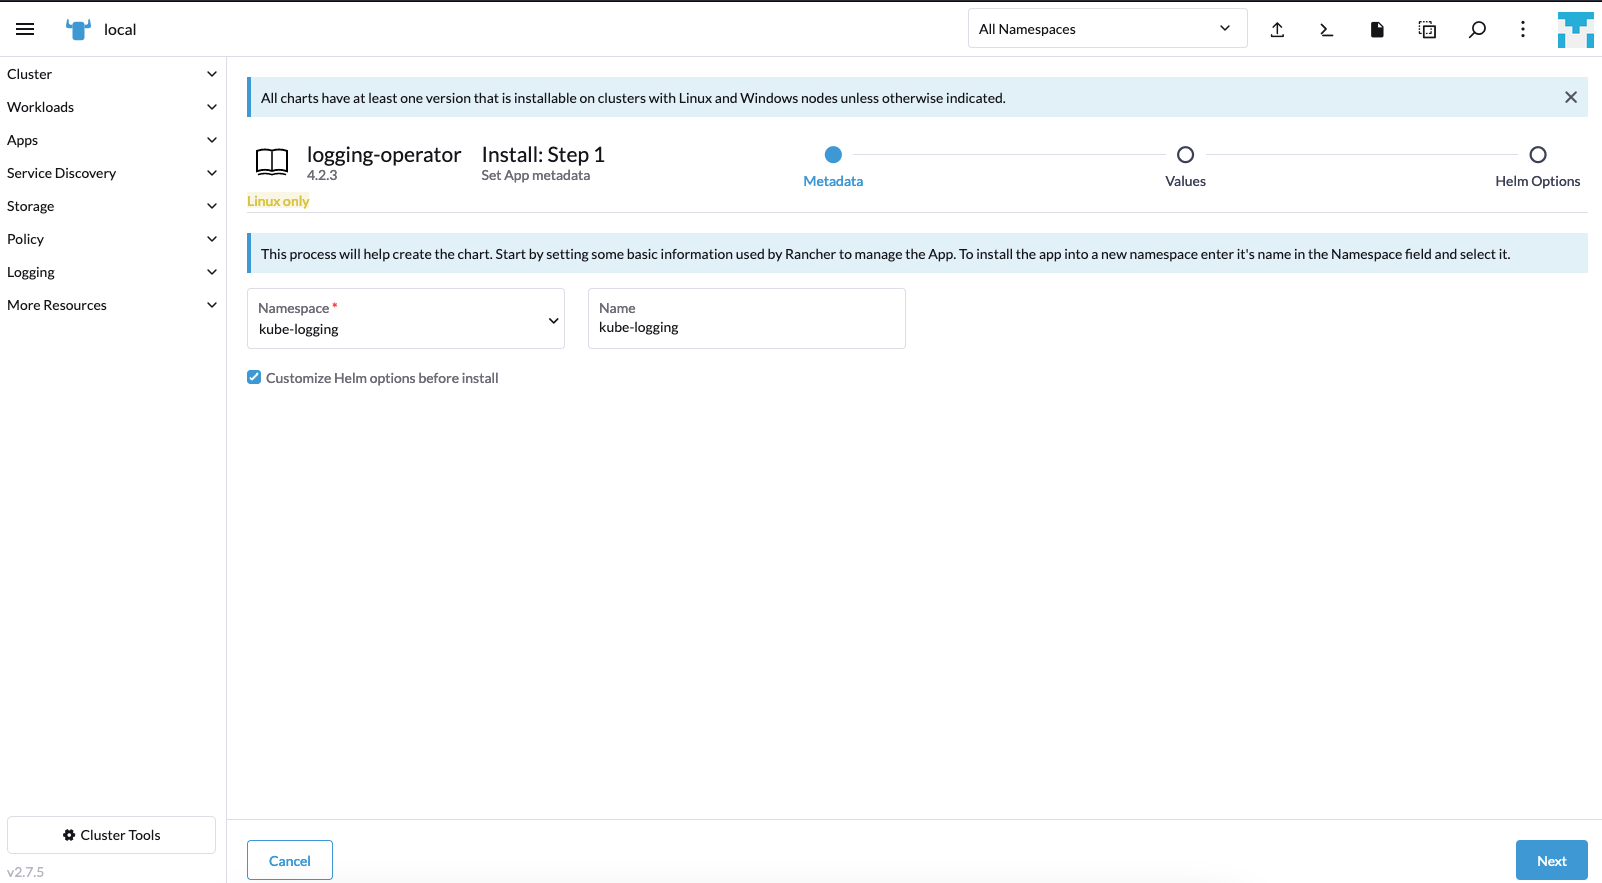 local
All Namespaces
Cluster
Workloads
Apps
Service Discovery
Storage
Policy
Logging
More Resources
All charts have at least one version that is installable on clusters with Linux and Windows nodes unless otherwise indicated.
logging-operator
4.2.3
Linux only
Install: Step 1
Set App metadata
Metadata
Values
Helm Options
This process will help create the chart. Start by setting some basic information used by Rancher to manage the App. To install the app into a new namespace enter it's name in the Namespace field and select it.
Namespace *
kube-logging
Name
kube-logging
Customize Helm options before install
Cluster Tools
v2.7.5
Cancel
Next